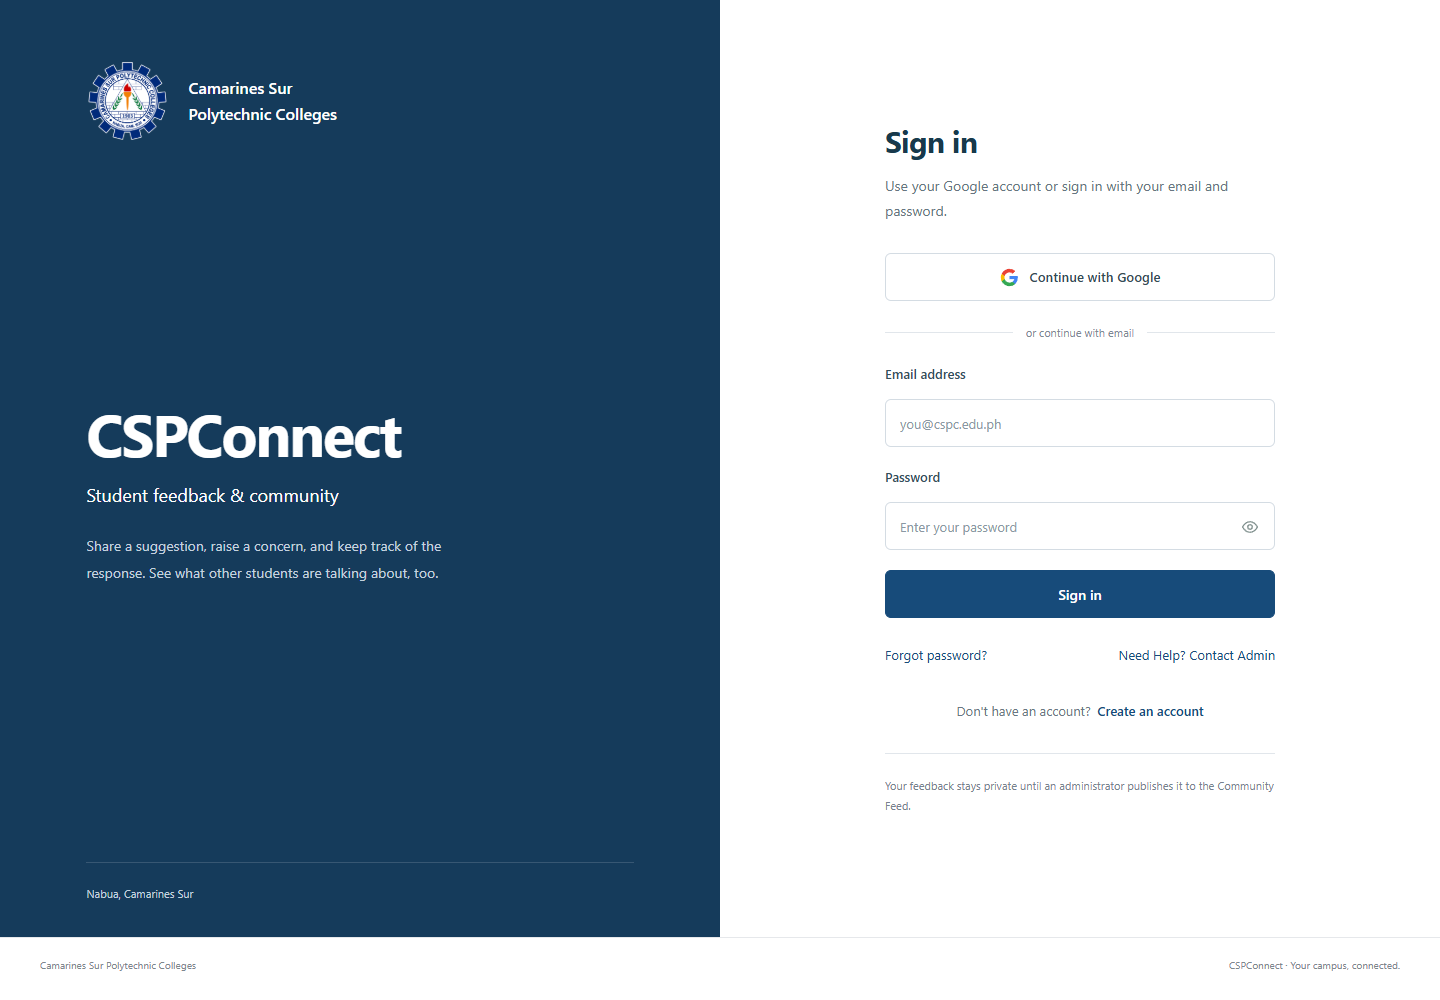 CAMARINES SUR POLYTECHNIC COLLEGES
Camarines Sur
Polytechnic Colleges
CSPConnect
Student feedback & community
Share a suggestion, raise a concern, and keep track of the
response. See what other students are talking about, too.
Nabua, Camarines Sur
Sign in
Use your Google account or sign in with your email and
password.
Continue with Google
or continue with email
Email address
you@cspc.edu.ph
Password
Enter your password
Sign in
Forgot password?
Need Help? Contact Admin
Don't have an account? Create an account
Your feedback stays private until an administrator publishes it to the Community
Feed.
Camarines Sur Polytechnic Colleges
CSPConnect · Your campus, connected.